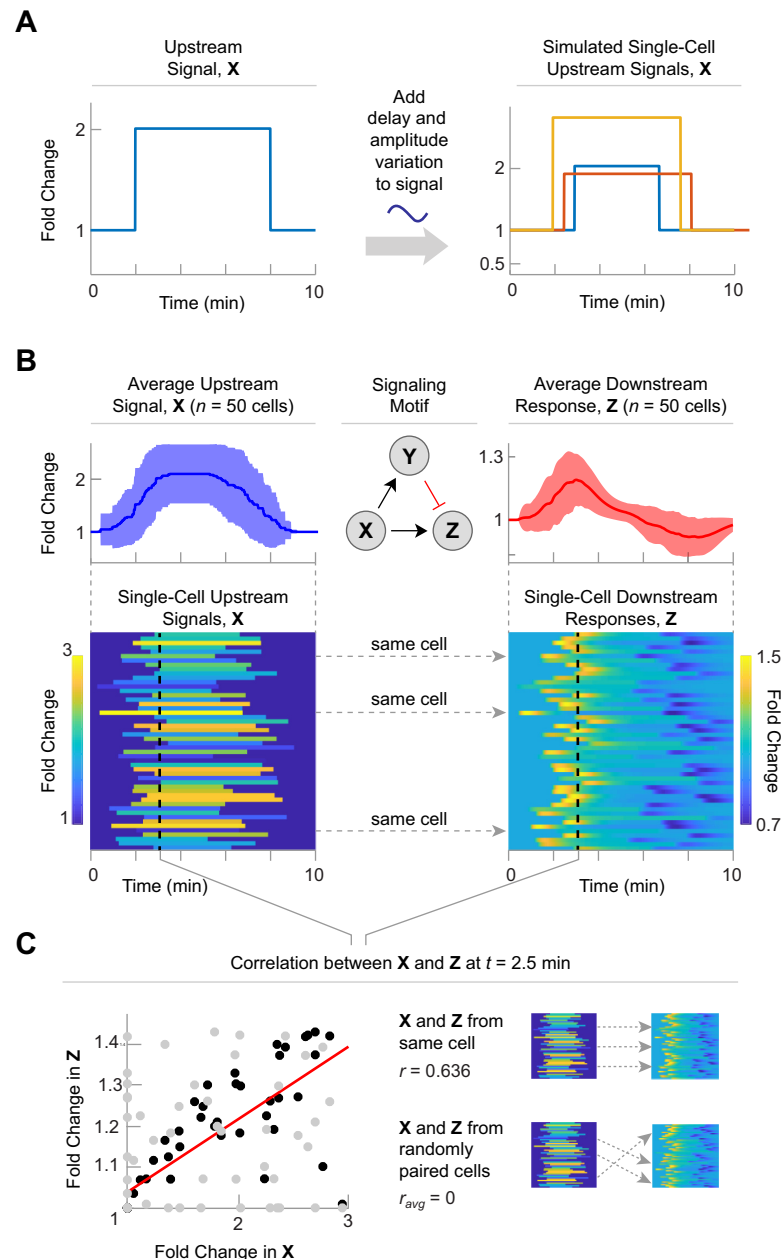 A
Upstream
Signal, X
Simulated Single-Cell
Upstream Signals, X
Add
delay and
amplitude
variation
to signal
Fold Change
2
1
0
10
Time (min)
2
1
0.5
0
10
Time (min)
B
Average Upstream
Signal, X (n = 50 cells)
Signaling
Motif
Average Downstream
Response, Z (n = 50 cells)
Fold Change
2
1
Y
X
Z
1.3
1
Single-Cell Upstream
Signals, X
Single-Cell Downstream
Responses, Z
3
Fold Change
1
same cell
same cell
same cell
1.5
Fold Change
0.7
0
10
Time (min)
0
10
Time (min)
C
Correlation between X and Z at t = 2.5 min
Fold Change in Z
1.4
1.3
1.2
1.1
1
2
3
Fold Change in X
X and Z from
same cell
r = 0.636
X and Z from
randomly
paired cells
ravg = 0